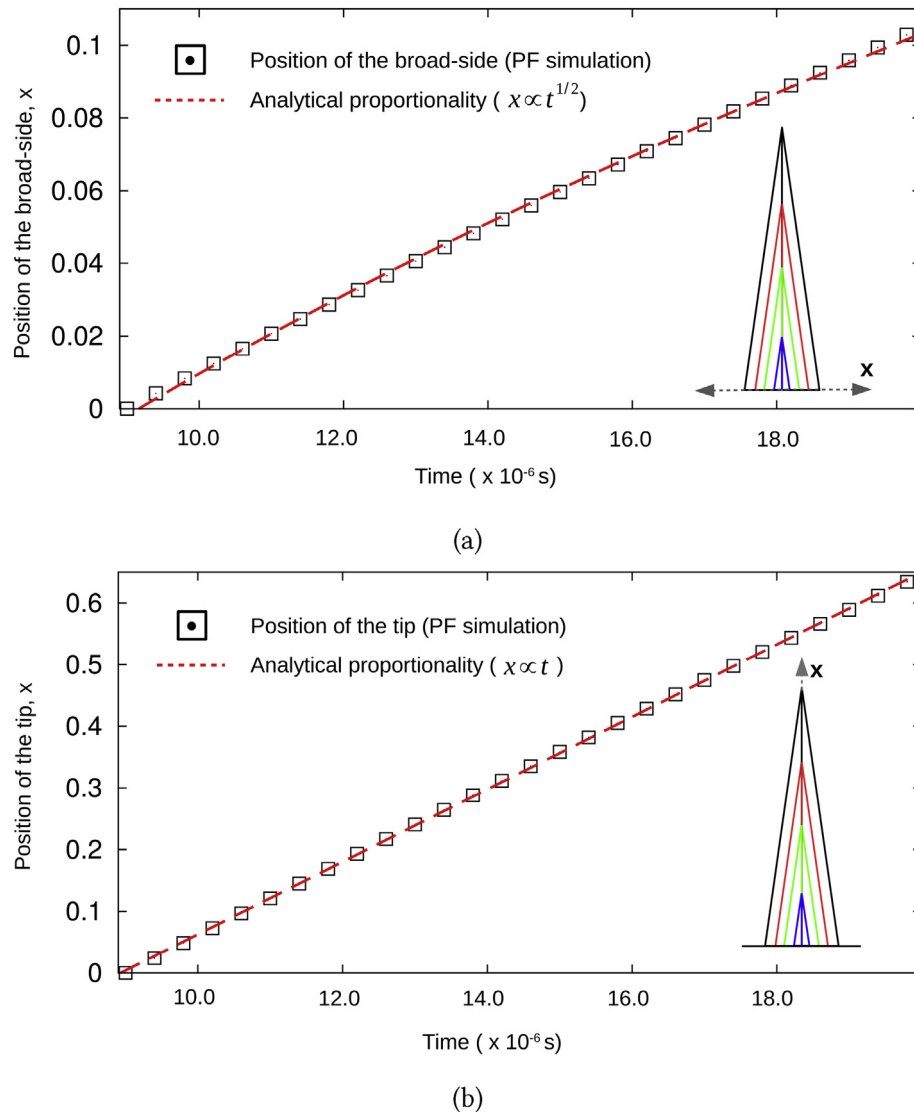 0.1
0.08
0.06
0.04
0.02
0
Position of the broad-side, x
Position of the broad-side (PF simulation)
Analytical proportionality ( x ∝ t^{1/2})
x
10.0 12.0 14.0 16.0 18.0
Time ( x 10⁻⁶ s)
(a)
0.6
0.5
0.4
0.3
0.2
0.1
0
Position of the tip, x
Position of the tip (PF simulation)
Analytical proportionality ( x ∝ t )
x
10.0 12.0 14.0 16.0 18.0
Time ( x 10⁻⁶ s)
(b)